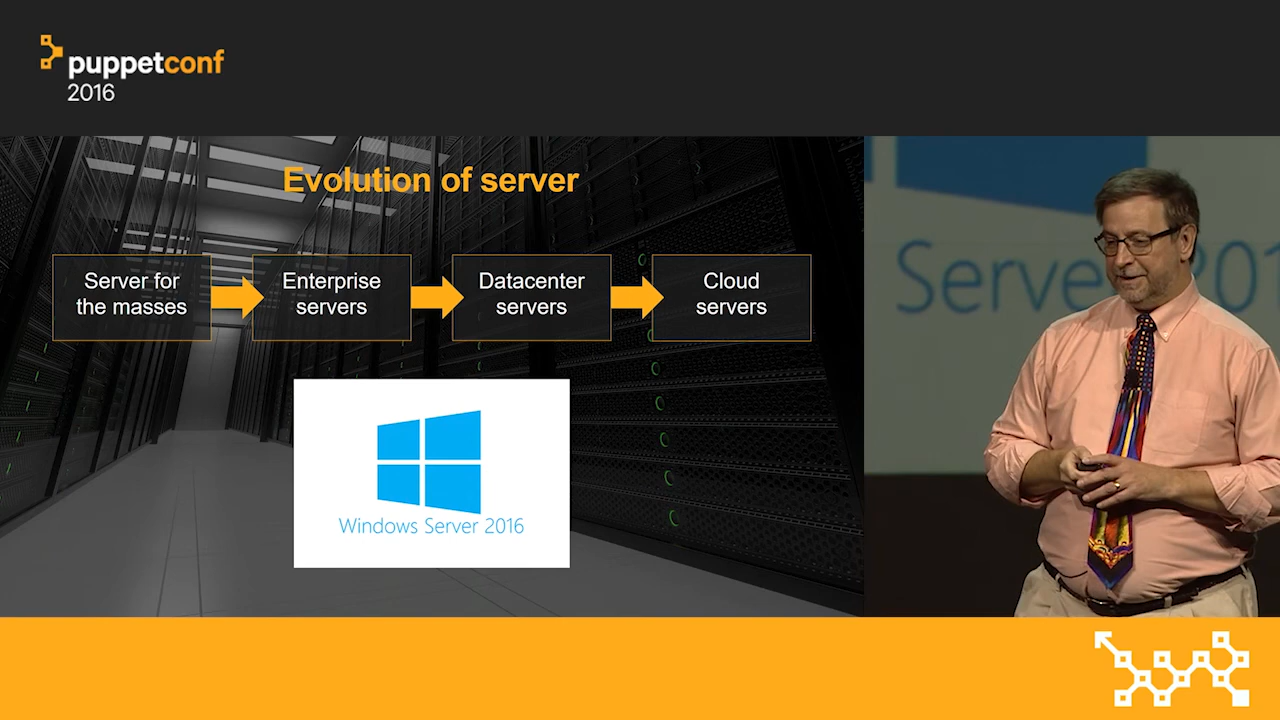 puppetconf
2016
Evolution of server
Server for
the masses
Enterprise
servers
Datacenter
servers
Cloud
servers
Windows Server 2016
Server 201